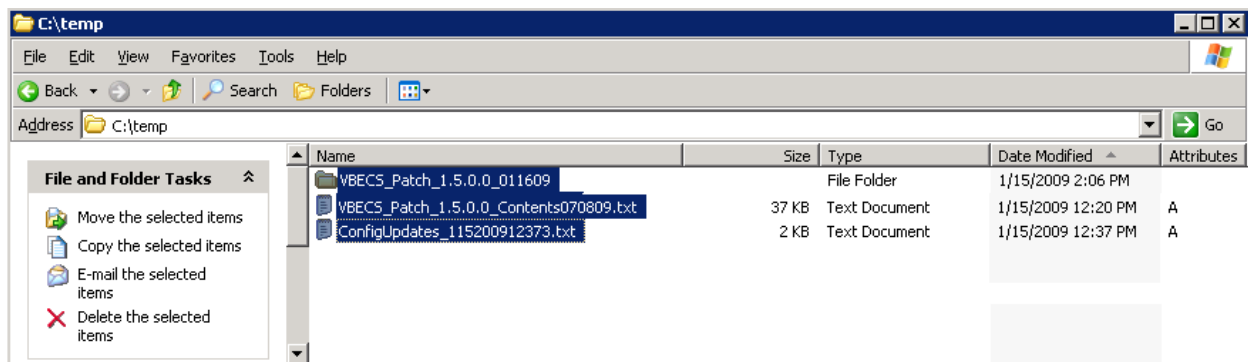 C:\temp
File Edit View Favorites Tools Help
Back Search Folders
Address C:\temp Go
Name Size Type Date Modified Attributes
File and Folder Tasks
VBECS_Patch_1.5.0.0_011609 File Folder 1/15/2009 2:06 PM
VBECS_Patch_1.5.0.0_Contents070809.txt 37 KB Text Document 1/15/2009 12:20 PM A
ConfigUpdates_115200912373.txt 2 KB Text Document 1/15/2009 12:37 PM A
Move the selected items
Copy the selected items
E-mail the selected
items
Delete the selected
items